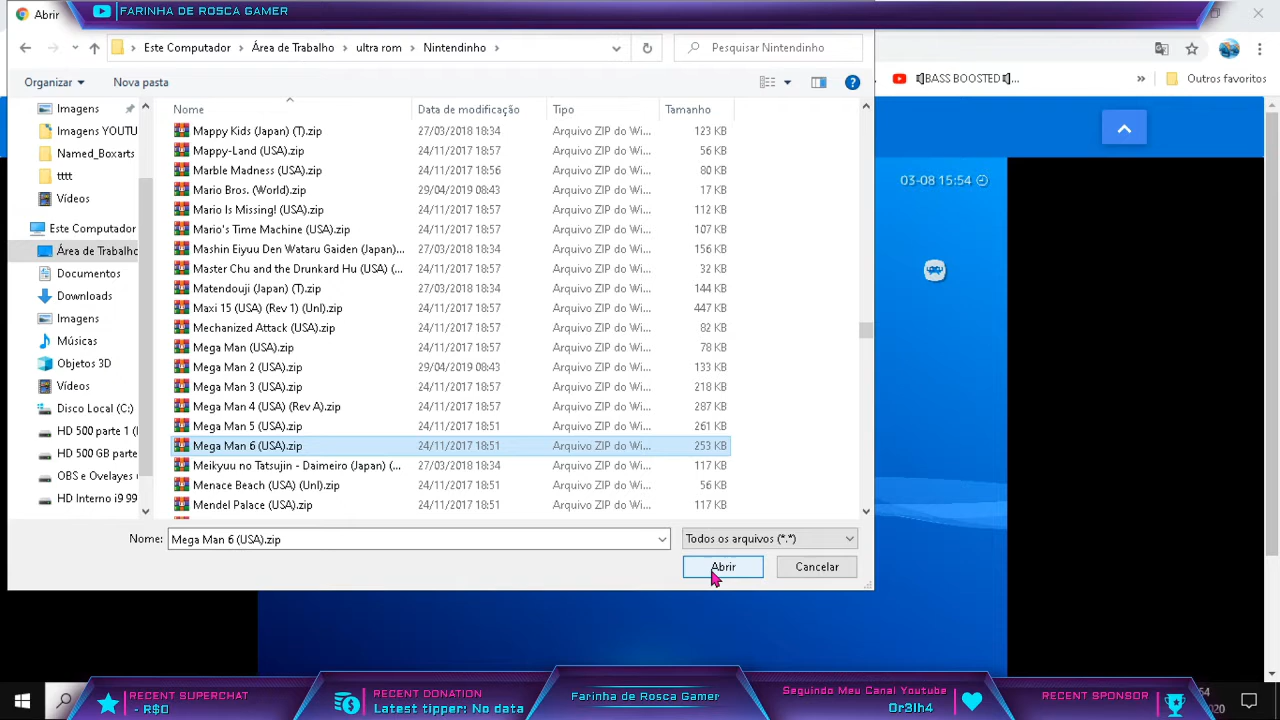 FARINHA DE ROSCA GAMER
Abrir
Este Computador > Área de Trabalho > ultra rom > Nintendinho >
Pesquisar Nintendinho
BASS BOOSTED
...
»
Outros favoritos
Organizar
Nova pasta
Nome
Data de modificação
Tipo
Tamanho
Imagens
Imagens YOUTU
Named_Boxarts
tttt
Vídeos
Este Computador
Área de Trabalho
Documentos
Downloads
Imagens
Músicas
Objetos 3D
Vídeos
Disco Local (C:)
HD 500 parte 1 (
HD 500 GB parte
OBS e Ovelayes
HD Interno i9 99
Mappy Kids (Japan) (T).zip 27/03/2018 18:34 Arquivo ZIP do Wi... 123 KB
Mappy-Land (USA).zip 24/11/2017 18:57 Arquivo ZIP do Wi... 56 KB
Marble Madness (USA).zip 24/11/2017 18:56 Arquivo ZIP do Wi... 80 KB
Mario Bros. (World).zip 29/04/2019 08:43 Arquivo ZIP do Wi... 17 KB
Mario Is Missing! (USA).zip 24/11/2017 18:57 Arquivo ZIP do Wi... 112 KB
Mario's Time Machine (USA).zip 24/11/2017 18:57 Arquivo ZIP do Wi... 107 KB
Mashin Eiyuu Den Wataru Gaiden (Japan)... 27/03/2018 18:34 Arquivo ZIP do Wi... 156 KB
Master Chu and the Drunkard Hu (USA) (... 24/11/2017 18:57 Arquivo ZIP do Wi... 32 KB
Matendouji (Japan) (T).zip 27/03/2018 18:34 Arquivo ZIP do Wi... 144 KB
Maxi 15 (USA) (Rev 1) (Unl).zip 24/11/2017 18:57 Arquivo ZIP do Wi... 447 KB
Mechanized Attack (USA).zip 24/11/2017 18:57 Arquivo ZIP do Wi... 82 KB
Mega Man (USA).zip 24/11/2017 18:57 Arquivo ZIP do Wi... 78 KB
Mega Man 2 (USA).zip 29/04/2019 08:43 Arquivo ZIP do Wi... 133 KB
Mega Man 3 (USA).zip 24/11/2017 18:57 Arquivo ZIP do Wi... 218 KB
Mega Man 4 (USA) (Rev A).zip 24/11/2017 18:57 Arquivo ZIP do Wi... 287 KB
Mega Man 5 (USA).zip 24/11/2017 18:57 Arquivo ZIP do Wi... 261 KB
Mega Man 6 (USA).zip 24/11/2017 18:51 Arquivo ZIP do Wi... 253 KB
Meikyuu no Tatsujin - Daimeiro (Japan) (... 27/03/2018 18:34 Arquivo ZIP do Wi... 117 KB
Menace Beach (USA) (Unl).zip 24/11/2017 18:51 Arquivo ZIP do Wi... 56 KB
Mendel Palace (USA).zip 24/11/2017 18:51 Arquivo ZIP do Wi... 117 KB
03-08 15:54
Nome: Mega Man 6 (USA).zip
Todos os arquivos (*.*)
Abrir
Cancelar
RECENT SUPERCHAT
- R$0
RECENT DONATION
Latest tipper: No data
Farinha de Rosca Gamer
Seguindo Meu Canal Youtube
Dr3lh4
RECENT SPONSOR